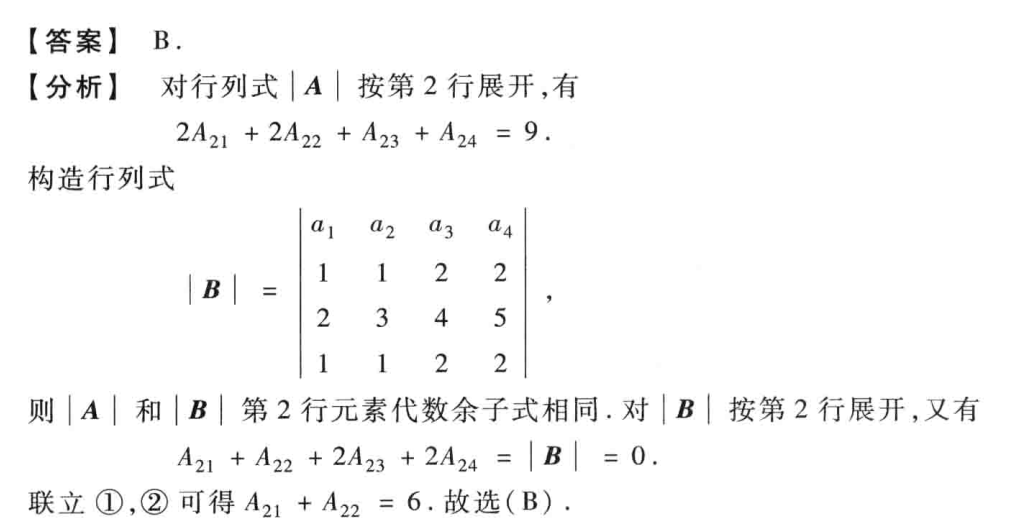 【答案】 B.
【分析】 对行列式 |A| 按第 2 行展开,有
2A₂₁ + 2A₂₂ + A₂₃ + A₂₄ = 9.
构造行列式
|B| = | a₁ a₂ a₃ a₄ |
| 1 1 2 2 |
| 2 3 4 5 | ,
| 1 1 2 2 |
则 |A| 和 |B| 第 2 行元素代数余子式相同. 对 |B| 按第 2 行展开,又有
A₂₁ + A₂₂ + 2A₂₃ + 2A₂₄ = |B| = 0.
联立 ①,② 可得 A₂₁ + A₂₂ = 6. 故选(B).